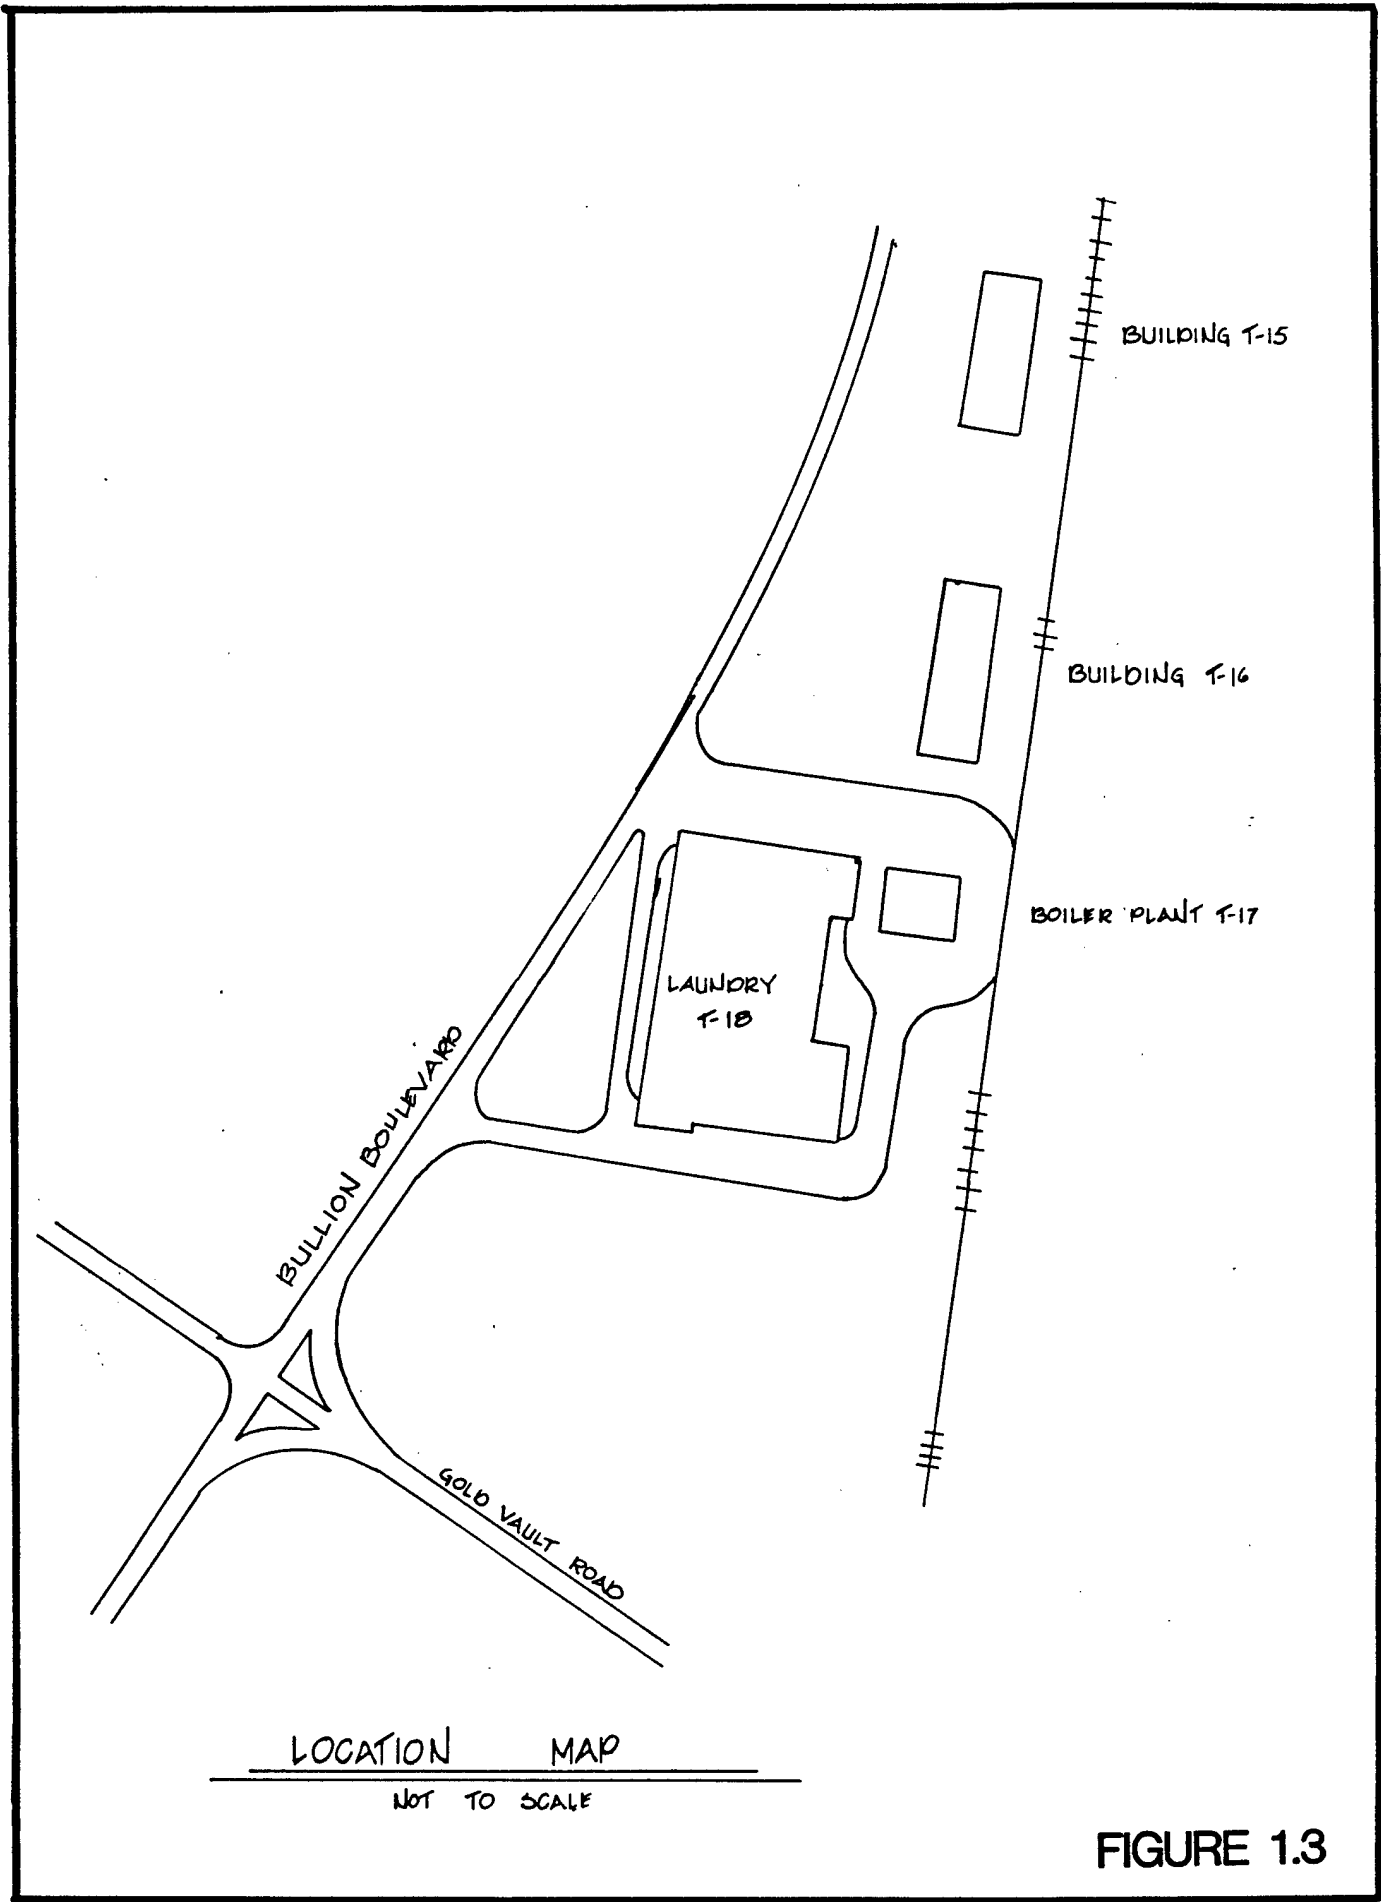 BUILDING T-15
BUILDING T-16
BOILER PLANT T-17
LAUNDRY
T-18
BULLION BOULEVARD
GOLD VAULT ROAD
LOCATION MAP
NOT TO SCALE
FIGURE 1.3